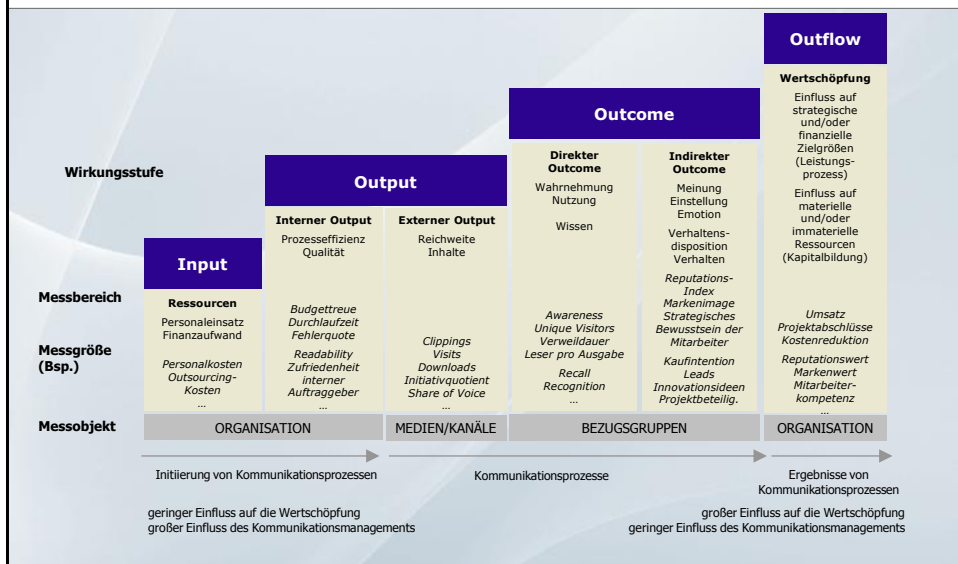 Outflow
Wertschöpfung
Einfluss auf
strategische
und/oder
finanzielle
Zielgrößen
(Leistungs-
prozess)
Einfluss auf
materielle
und/oder
immaterielle
Ressourcen
(Kapitalbildung)
Umsatz
Projektabschlüsse
Kostenreduktion
Reputationswert
Markenwert
Mitarbeiter-
kompetenz
...
Outcome
Direkter
Outcome
Wahrnehmung
Nutzung
Wissen
Awareness
Unique Visitors
Verweildauer
Leser pro Ausgabe
Recall
Recognition
...
Indirekter
Outcome
Meinung
Einstellung
Emotion
Verhaltens-
disposition
Verhalten
Reputations-
Index
Markenimage
Strategisches
Bewusstsein der
Mitarbeiter
Kaufintention
Leads
Innovationsideen
Projektbeteilig.
Wirkungsstufe
Output
Interner Output
Prozesseffizienz
Qualität
Budgettreue
Durchlaufzeit
Fehlerquote
Readability
Zufriedenheit
interner
Auftraggeber
...
Externer Output
Reichweite
Inhalte
Clippings
Visits
Downloads
Initiativquotient
Share of Voice
...
Input
Messbereich
Ressourcen
Personaleinsatz
Finanzaufwand
Messgröße
(Bsp.)
Personalkosten
Outsourcing-
Kosten
...
Messobjekt
ORGANISATION
MEDIEN/KANÄLE
BEZUGSGRUPPEN
ORGANISATION
Initiierung von Kommunikationsprozessen
Kommunikationsprozesse
Ergebnisse von
Kommunikationsprozessen
geringer Einfluss auf die Wertschöpfung
großer Einfluss des Kommunikationsmanagements
großer Einfluss auf die Wertschöpfung
geringer Einfluss des Kommunikationsmanagements